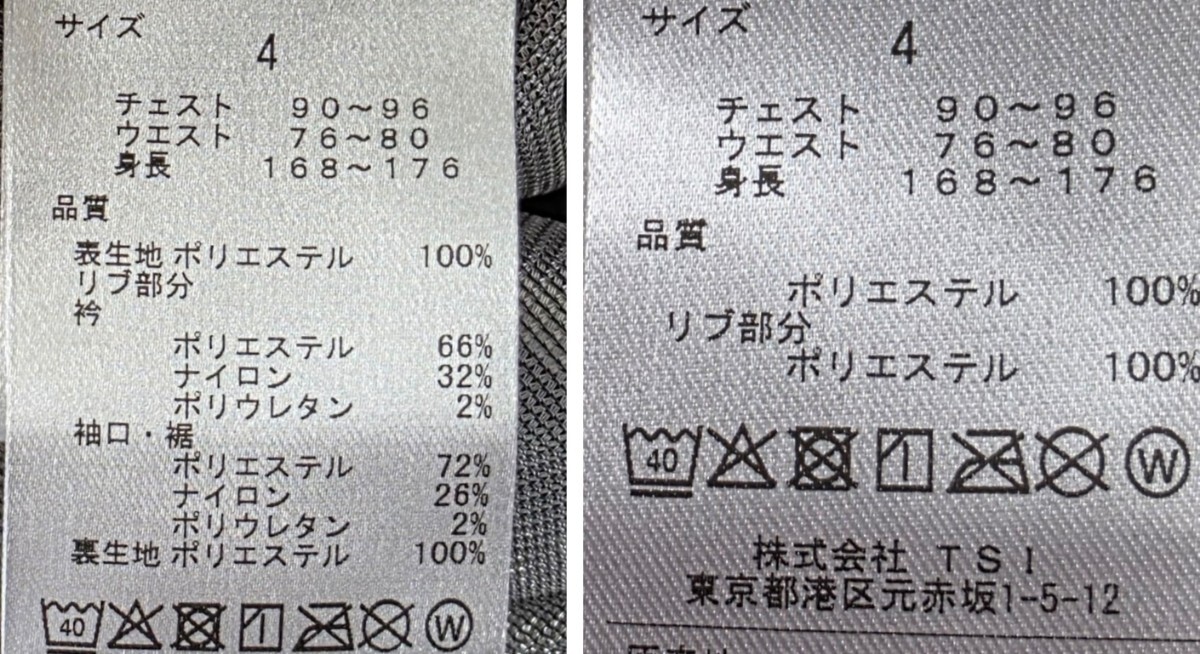 サイズ
4
チェスト 90〜96
ウエスト 76〜80
身長 168〜176
品質
表生地 ポリエステル 100%
リブ部分
衿
ポリエステル 66%
ナイロン 32%
ポリウレタン 2%
袖口・裾
ポリエステル 72%
ナイロン 26%
ポリウレタン 2%
裏生地 ポリエステル 100%
40 W
サイズ
4
チェスト 90〜96
ウエスト 76〜80
身長 168〜176
品質
ポリエステル 100%
リブ部分
ポリエステル 100%
40 W
株式会社 TSI
東京都港区元赤坂1-5-12